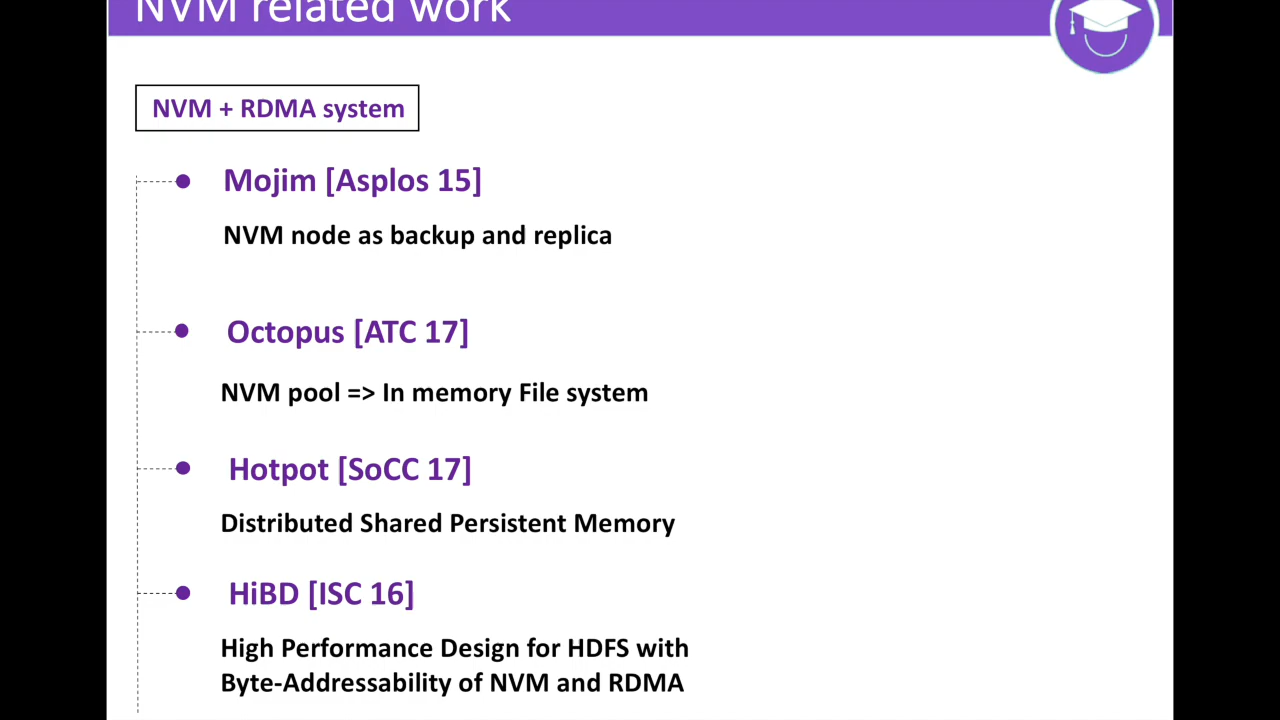 NVM related work
NVM + RDMA system
Mojim [Asplos 15]
NVM node as backup and replica
Octopus [ATC 17]
NVM pool => In memory File system
Hotpot [SoCC 17]
Distributed Shared Persistent Memory
HiBD [ISC 16]
High Performance Design for HDFS with
Byte-Addressability of NVM and RDMA